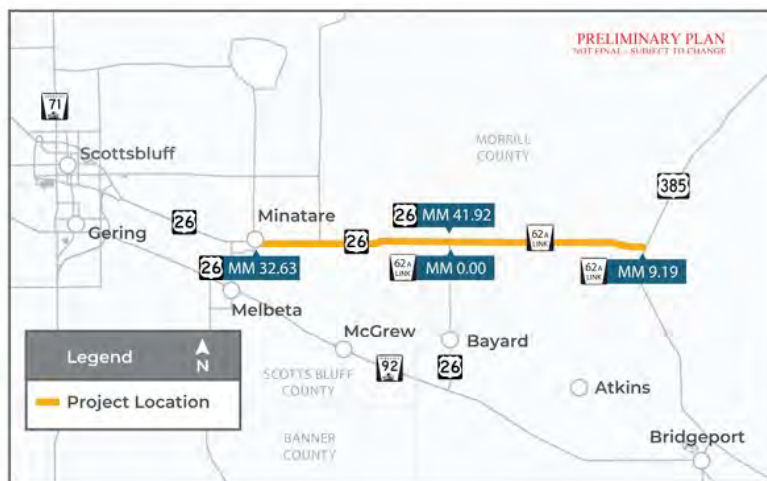 PRELIMINARY PLAN
NOT FINAL - SUBJECT TO CHANGE
71
Scottsbluff
MORRILL
COUNTY
385
Gering
26
Minatare
26 MM 41.92
26
62A
LINK
26 MM 32.63
62A
LINK
MM 0.00
62A
LINK
MM 9.19
Melbeta
McGrew
Bayard
92
26
SCOTTS BLUFF
COUNTY
Atkins
BANNER
COUNTY
Bridgeport
Legend
N
Project Location